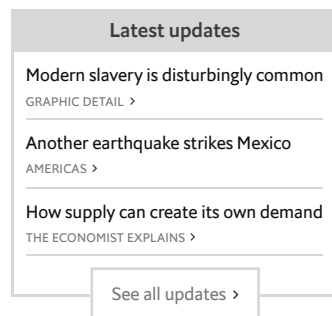 Latest updates
Modern slavery is disturbingly common
GRAPHIC DETAIL >
Another earthquake strikes Mexico
AMERICAS >
How supply can create its own demand
THE ECONOMIST EXPLAINS >
See all updates >